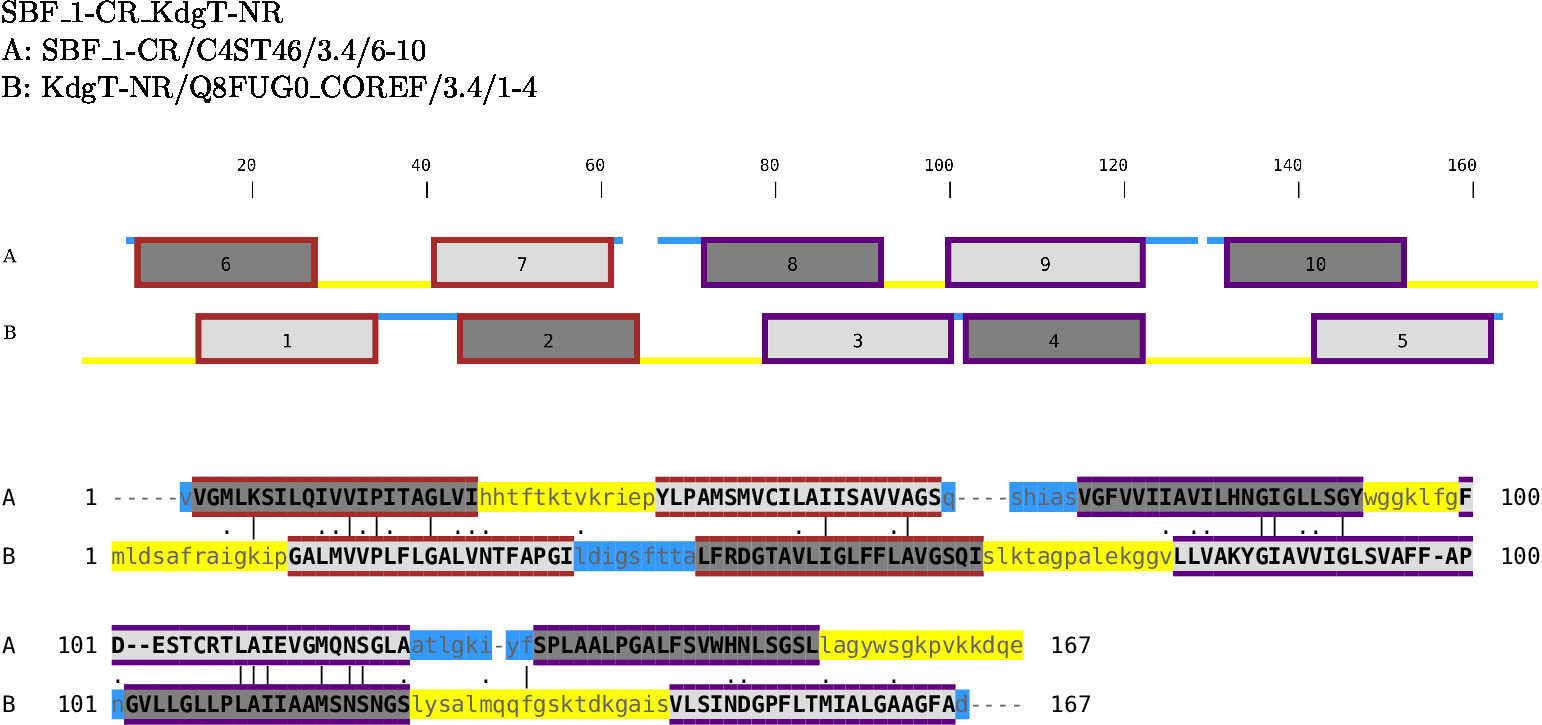 SBF_1-CR_KdgT-NR
A: SBF_1-CR/C4ST46/3.4/6-10
B: KdgT-NR/Q8FUG0_COREF/3.4/1-4
20 40 60 80 100 120 140 160
A 6 7 8 9 10
B 1 2 3 4 5
A 1 -----vVGMLKSILQIVVIPITAGLVIhhtftktvkriepYLPAMSMVCILAIISAVVAGSq----shiasVGFVVIIAVILHNGIGLLSGYwggklfgF 100
B 1 mldsafraigkipGALMVVPLFLGALVNTFAPGIldigsfttaLFRDGTAVLIGLFFLAVGSQIslktagpalekggvLLVAKYGIAVVIGLSVAFF-AP 100
A 101 D--ESTCRTLAIEVGMQNSGLAatlgki-yfSPLAALPGALFSVWHNLSGSLlagywsgkpvkkdqe 167
B 101 nGVLLGLLPLAIIAAMSNSNGSlysalmqqfgsktdkgaisVLSINDGPFLTMIALGAAGFAd---- 167